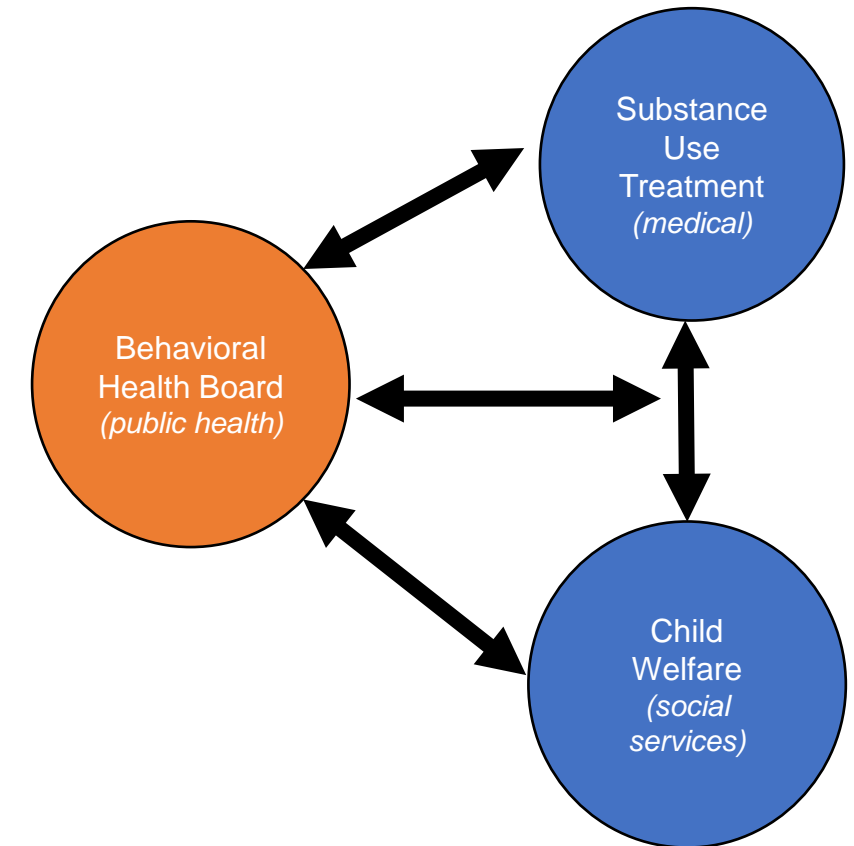 Substance
Use
Treatment
(medical)
Behavioral
Health Board
(public health)
Child
Welfare
(social
services)